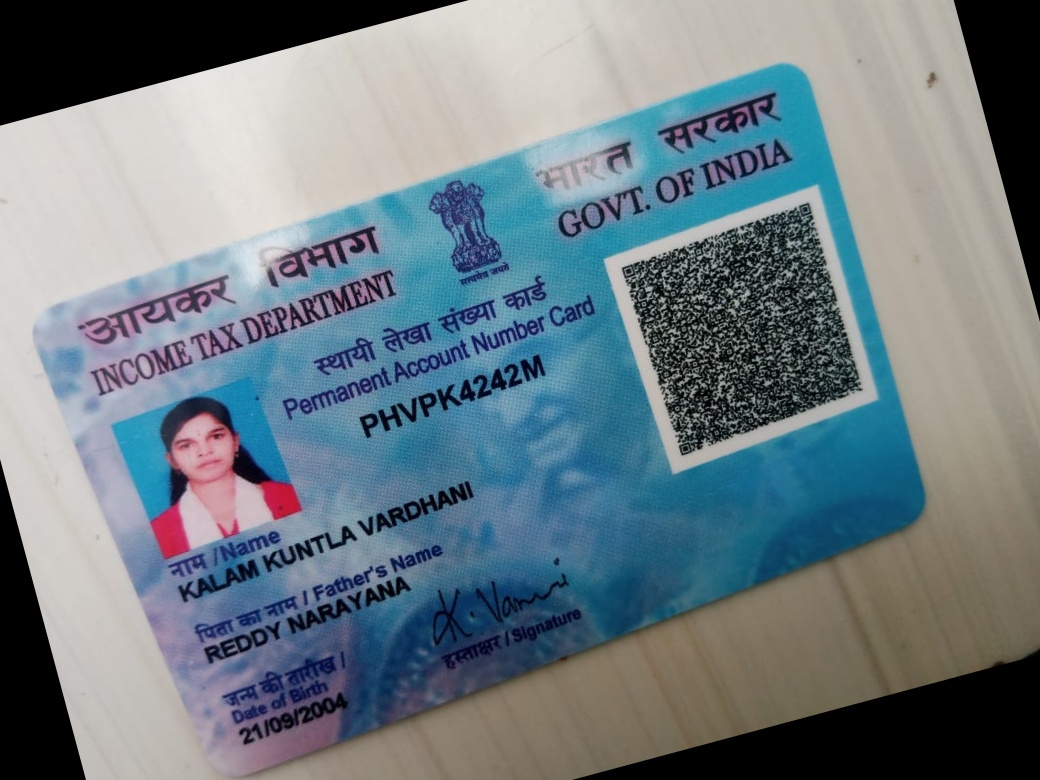 आयकर विभाग
INCOME TAX DEPARTMENT
सत्यमेव जयते
भारत सरकार
GOVT. OF INDIA
स्थायी लेखा संख्या कार्ड
Permanent Account Number Card
PHVPK4242M
नाम /Name
KALAM KUNTLA VARDHANI
पिता का नाम / Father's Name
REDDY NARAYANA
जन्म की तारीख /
Date of Birth
21/09/2004
हस्ताक्षर / Signature